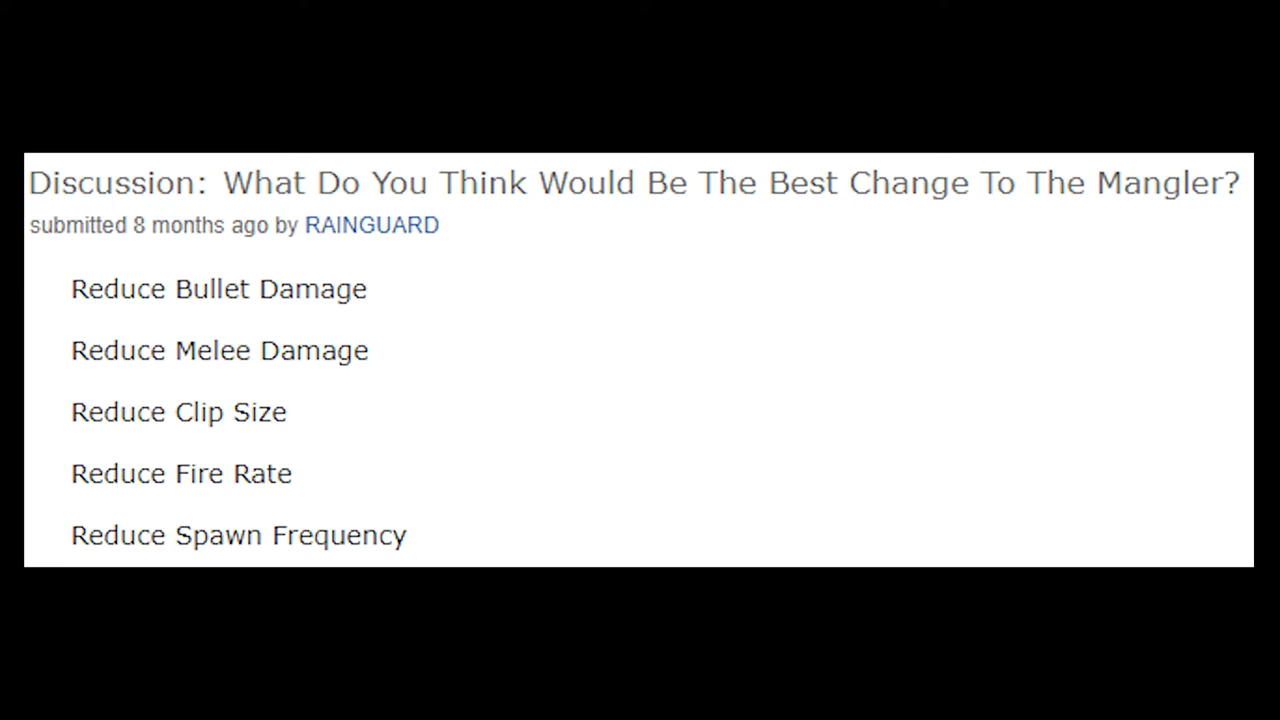 Discussion: What Do You Think Would Be The Best Change To The Mangler?
submitted 8 months ago by RAINGUARD
Reduce Bullet Damage
Reduce Melee Damage
Reduce Clip Size
Reduce Fire Rate
Reduce Spawn Frequency